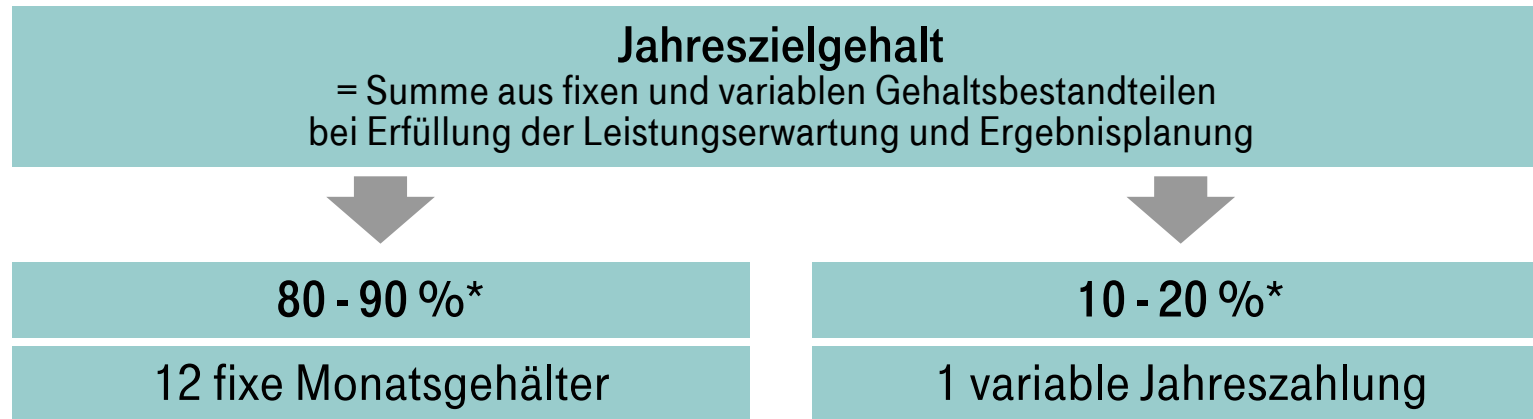 Jahreszielgehalt
= Summe aus fixen und variablen Gehaltsbestandteilen
bei Erfüllung der Leistungserwartung und Ergebnisplanung
80 - 90 %*
10 - 20 %*
12 fixe Monatsgehälter
1 variable Jahreszahlung